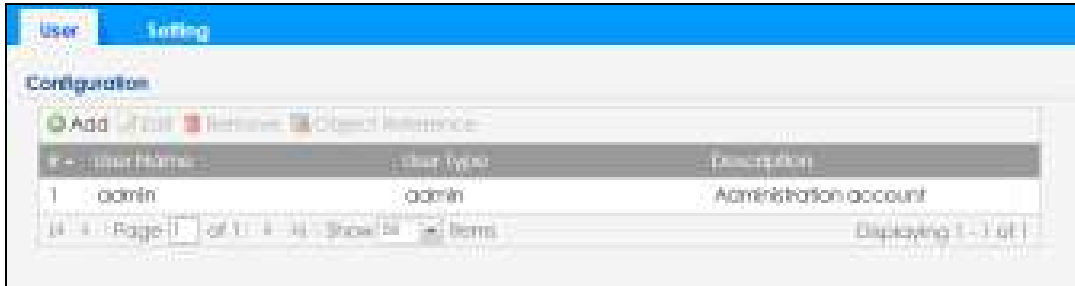 User Setting
Configuration
Add Edit Remove Object Reference
# User Name User Type Description
1 admin admin Administration account
Page 1 of 1 Show 50 Items Displaying 1 - 1 of 1